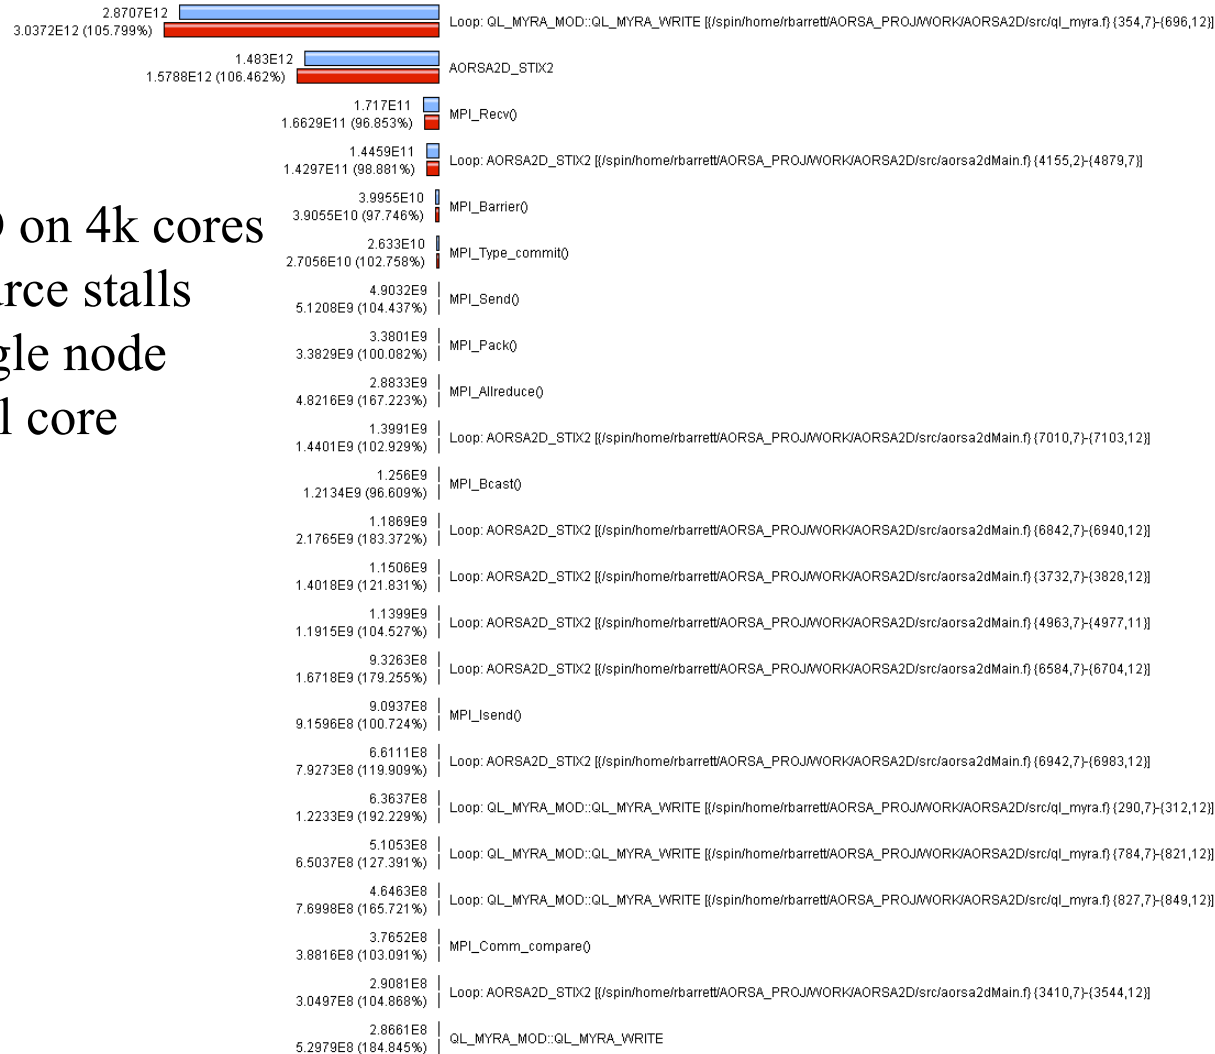 2.8707E12
3.0372E12 (105.799%)
Loop: QL_MYRA_MOD::QL_MYRA_WRITE [{/spin/home/rbarrett/AORSA_PROJ/WORK/AORSA2D/src/ql_myra.f} {354,7}-{696,12}]
1.483E12
1.5788E12 (106.462%)
AORSA2D_STIX2
1.717E11
1.6629E11 (96.853%)
MPI_Recv()
1.4459E11
1.4297E11 (98.881%)
Loop: AORSA2D_STIX2 [{/spin/home/rbarrett/AORSA_PROJ/WORK/AORSA2D/src/aorsa2dMain.f} {4155,2}-{4879,7}]
3.9955E10
3.9055E10 (97.746%)
MPI_Barrier()
on 4k cores
2.633E10
2.7056E10 (102.758%)
MPI_Type_commit()
urce stalls
4.9032E9
5.1208E9 (104.437%)
MPI_Send()
gle node
3.3801E9
3.3829E9 (100.082%)
MPI_Pack()
l core
2.8833E9
4.8216E9 (167.223%)
MPI_Allreduce()
1.3991E9
1.4401E9 (102.929%)
Loop: AORSA2D_STIX2 [{/spin/home/rbarrett/AORSA_PROJ/WORK/AORSA2D/src/aorsa2dMain.f} {7010,7}-{7103,12}]
1.256E9
1.2134E9 (96.609%)
MPI_Bcast()
1.1869E9
2.1765E9 (183.372%)
Loop: AORSA2D_STIX2 [{/spin/home/rbarrett/AORSA_PROJ/WORK/AORSA2D/src/aorsa2dMain.f} {6842,7}-{6940,12}]
1.1506E9
1.4018E9 (121.831%)
Loop: AORSA2D_STIX2 [{/spin/home/rbarrett/AORSA_PROJ/WORK/AORSA2D/src/aorsa2dMain.f} {3732,7}-{3828,12}]
1.1399E9
1.1915E9 (104.527%)
Loop: AORSA2D_STIX2 [{/spin/home/rbarrett/AORSA_PROJ/WORK/AORSA2D/src/aorsa2dMain.f} {4963,7}-{4977,11}]
9.3263E8
1.6718E9 (179.255%)
Loop: AORSA2D_STIX2 [{/spin/home/rbarrett/AORSA_PROJ/WORK/AORSA2D/src/aorsa2dMain.f} {6584,7}-{6704,12}]
9.0937E8
9.1596E8 (100.724%)
MPI_Isend()
6.6111E8
7.9273E8 (119.909%)
Loop: AORSA2D_STIX2 [{/spin/home/rbarrett/AORSA_PROJ/WORK/AORSA2D/src/aorsa2dMain.f} {6942,7}-{6983,12}]
6.3637E8
1.2233E9 (192.229%)
Loop: QL_MYRA_MOD::QL_MYRA_WRITE [{/spin/home/rbarrett/AORSA_PROJ/WORK/AORSA2D/src/ql_myra.f} {290,7}-{312,12}]
5.1053E8
6.5037E8 (127.391%)
Loop: QL_MYRA_MOD::QL_MYRA_WRITE [{/spin/home/rbarrett/AORSA_PROJ/WORK/AORSA2D/src/ql_myra.f} {784,7}-{821,12}]
4.6463E8
7.6998E8 (165.721%)
Loop: QL_MYRA_MOD::QL_MYRA_WRITE [{/spin/home/rbarrett/AORSA_PROJ/WORK/AORSA2D/src/ql_myra.f} {827,7}-{849,12}]
3.7652E8
3.8816E8 (103.091%)
MPI_Comm_compare()
2.9081E8
3.0497E8 (104.868%)
Loop: AORSA2D_STIX2 [{/spin/home/rbarrett/AORSA_PROJ/WORK/AORSA2D/src/aorsa2dMain.f} {3410,7}-{3544,12}]
2.8661E8
5.2979E8 (184.845%)
QL_MYRA_MOD::QL_MYRA_WRITE